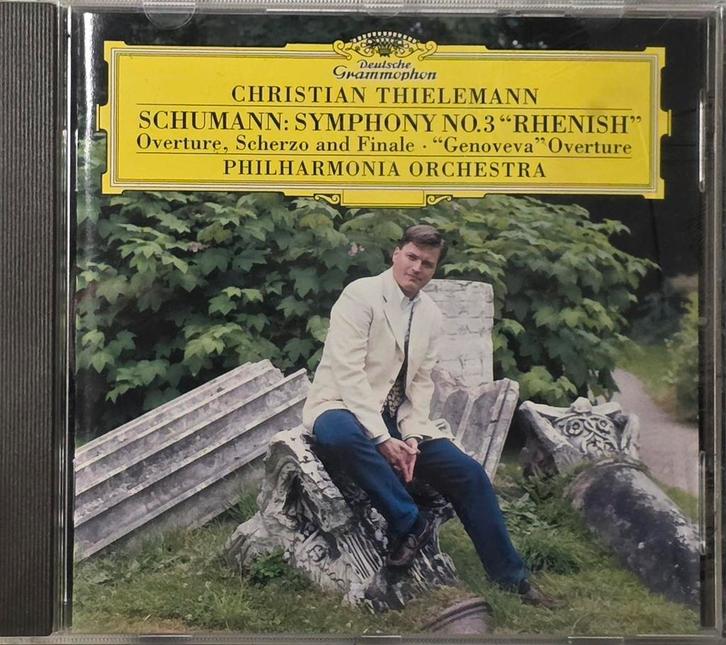 Deutsche
Grammophon
CHRISTIAN THIELEMANN
SCHUMANN: SYMPHONY NO.3 “RHENISH”
Overture, Scherzo and Finale · “Genoveva” Overture
PHILHARMONIA ORCHESTRA